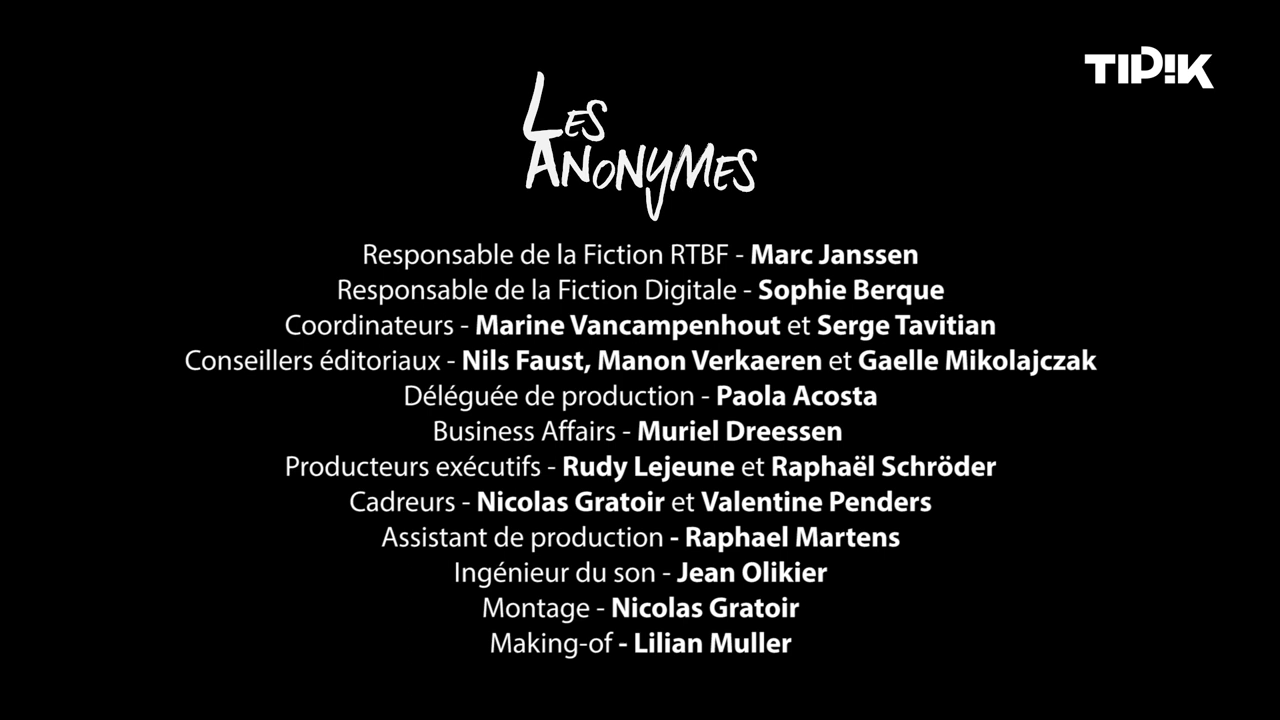 TIPIK
LES
ANONYMES
Responsable de la Fiction RTBF - Marc Janssen
Responsable de la Fiction Digitale - Sophie Berque
Coordinateurs - Marine Vancampenhout et Serge Tavitian
Conseillers éditoriaux - Nils Faust, Manon Verkaeren et Gaelle Mikolajczak
Déléguée de production - Paola Acosta
Business Affairs - Muriel Dreessen
Producteurs exécutifs - Rudy Lejeune et Raphaël Schröder
Cadreurs - Nicolas Gratoir et Valentine Penders
Assistant de production - Raphael Martens
Ingénieur du son - Jean Olikier
Montage - Nicolas Gratoir
Making-of - Lilian Muller